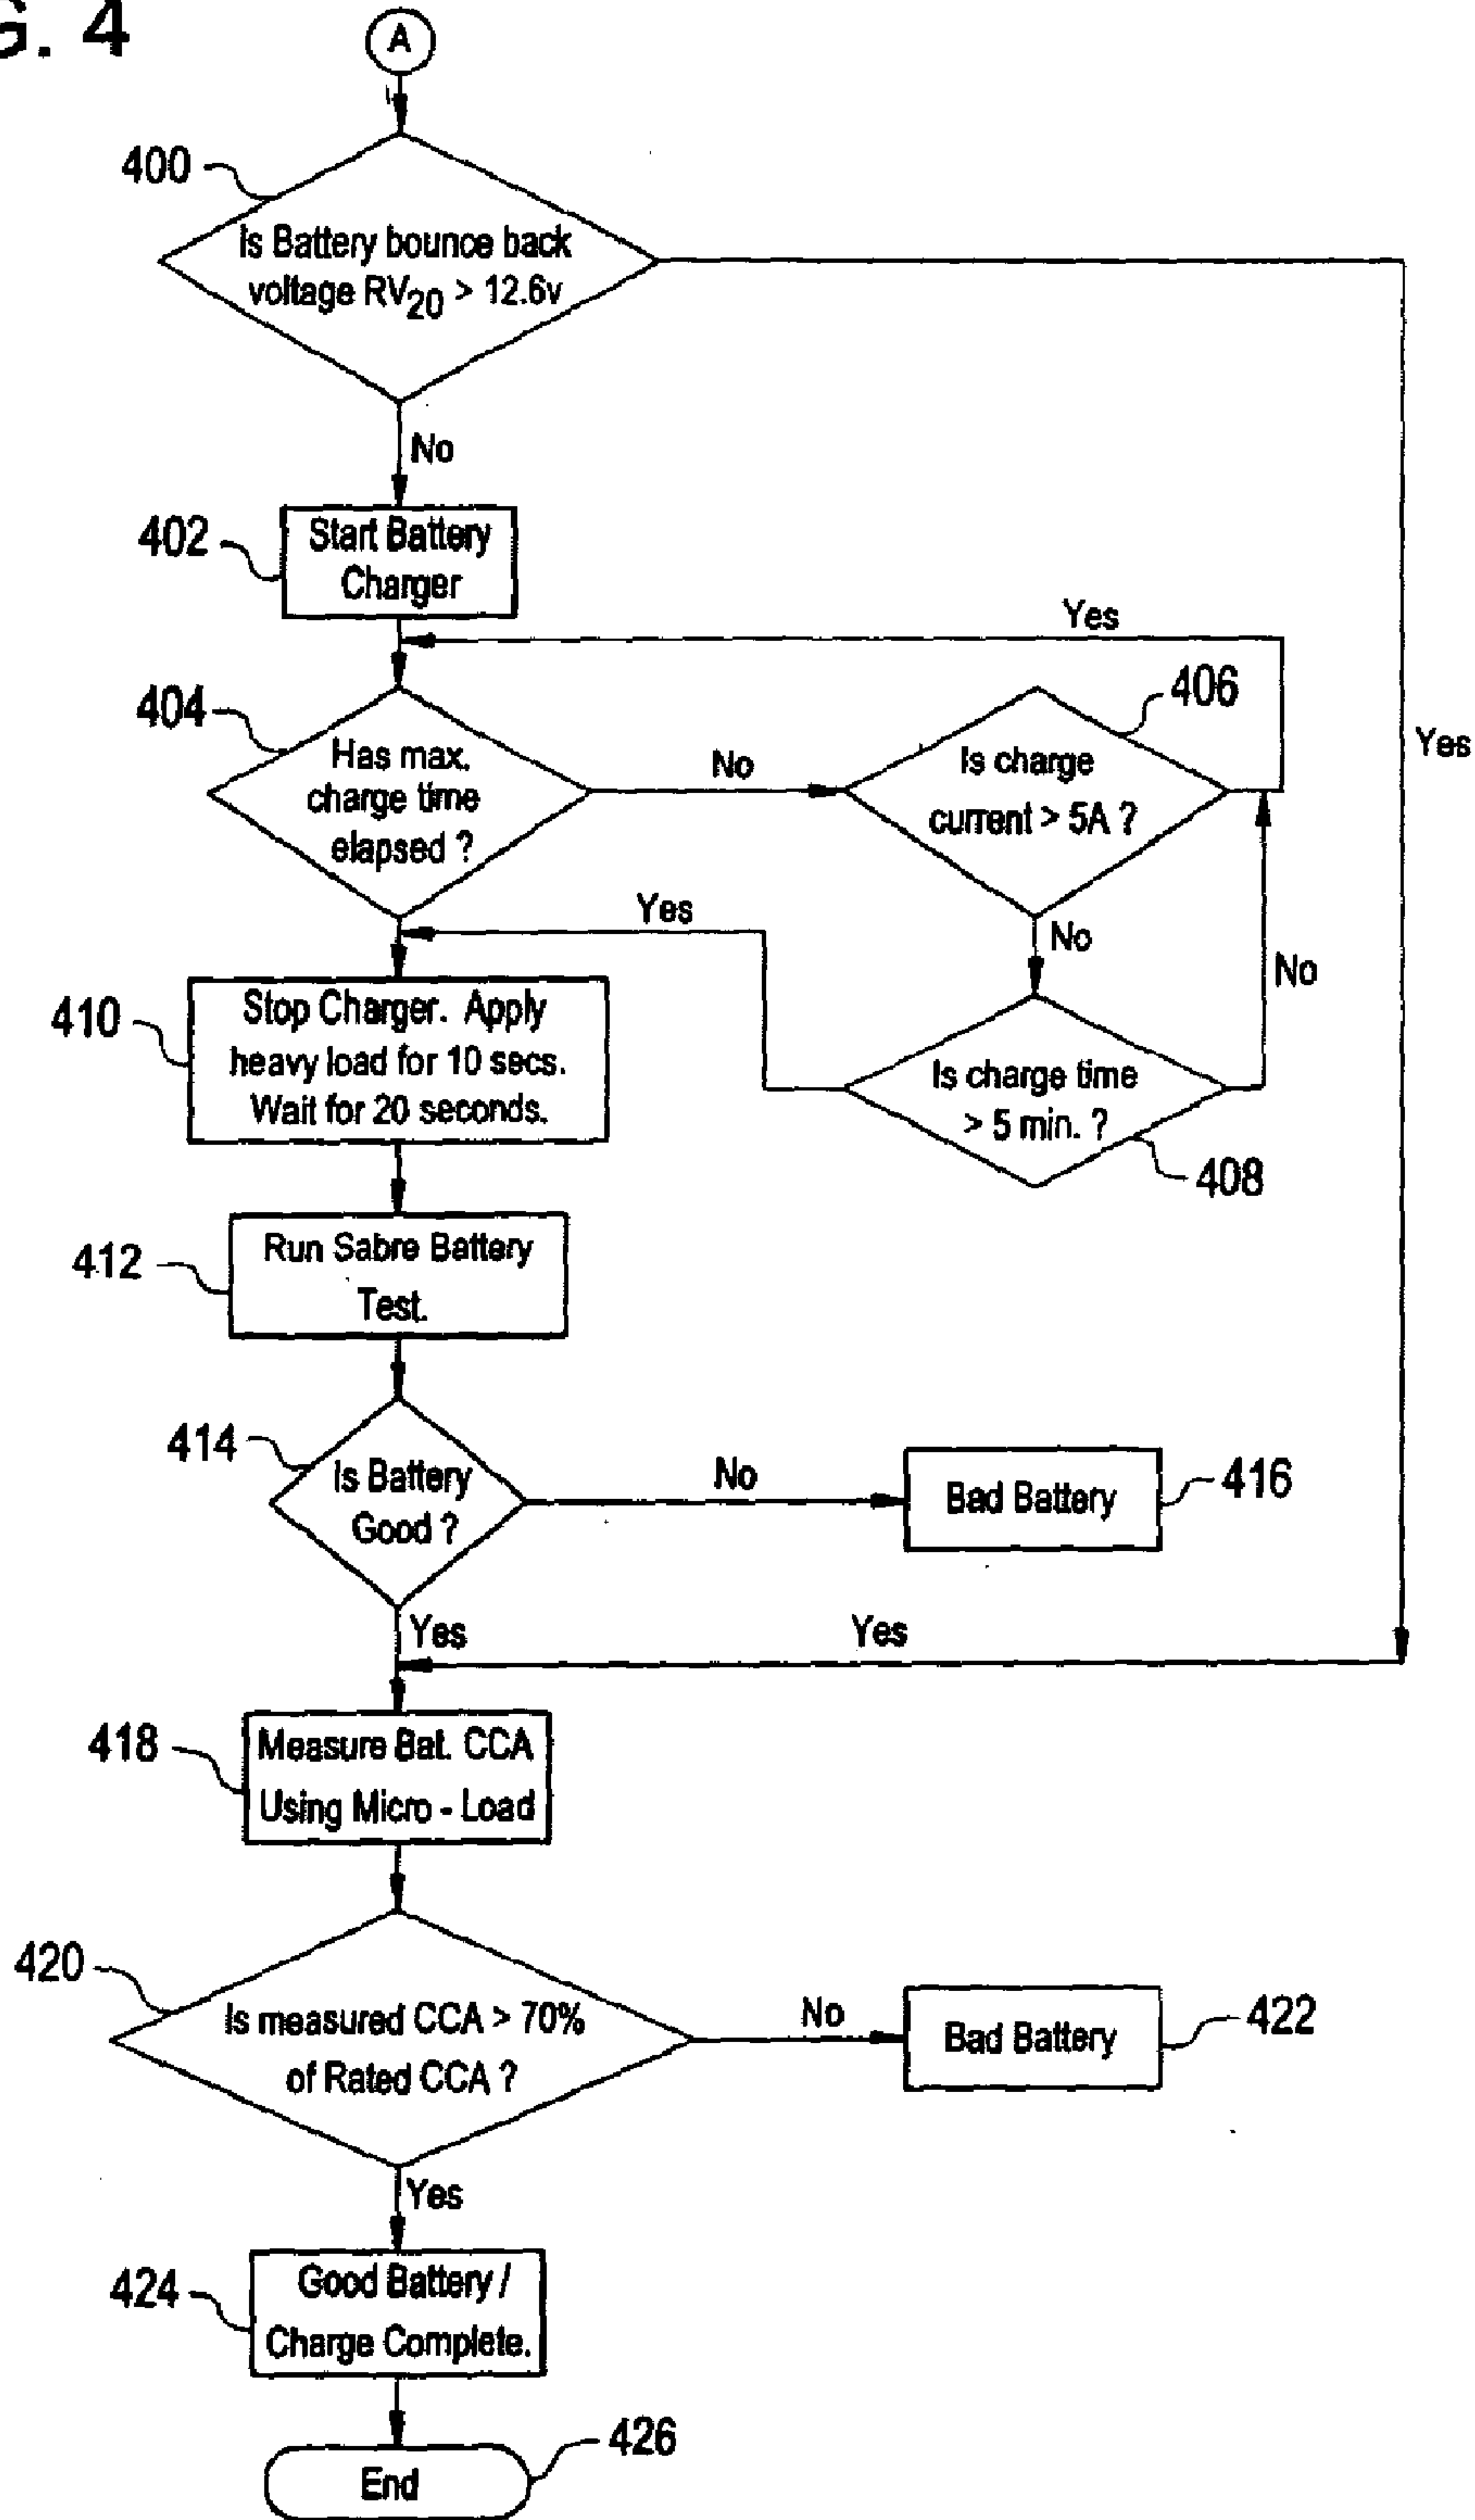 G. 4
A
400
Is Battery bounce back
voltage RV20 > 12.6v
No
402
Start Battery
Charger
Yes
404
Has max.
charge time
elapsed ?
No
406
Is charge
current > 5A ?
Yes
Yes
No
No
410
Stop Charger. Apply
heavy load for 10 secs.
Wait for 20 seconds.
Is charge time
> 5 min. ?
408
412
Run Sabre Battery
Test.
414
Is Battery
Good ?
No
Bad Battery
416
Yes
Yes
418
Measure Bat. CCA
Using Micro - Load
420
Is measured CCA > 70%
of Rated CCA ?
No
Bad Battery
422
Yes
424
Good Battery /
Charge Complete.
426
End